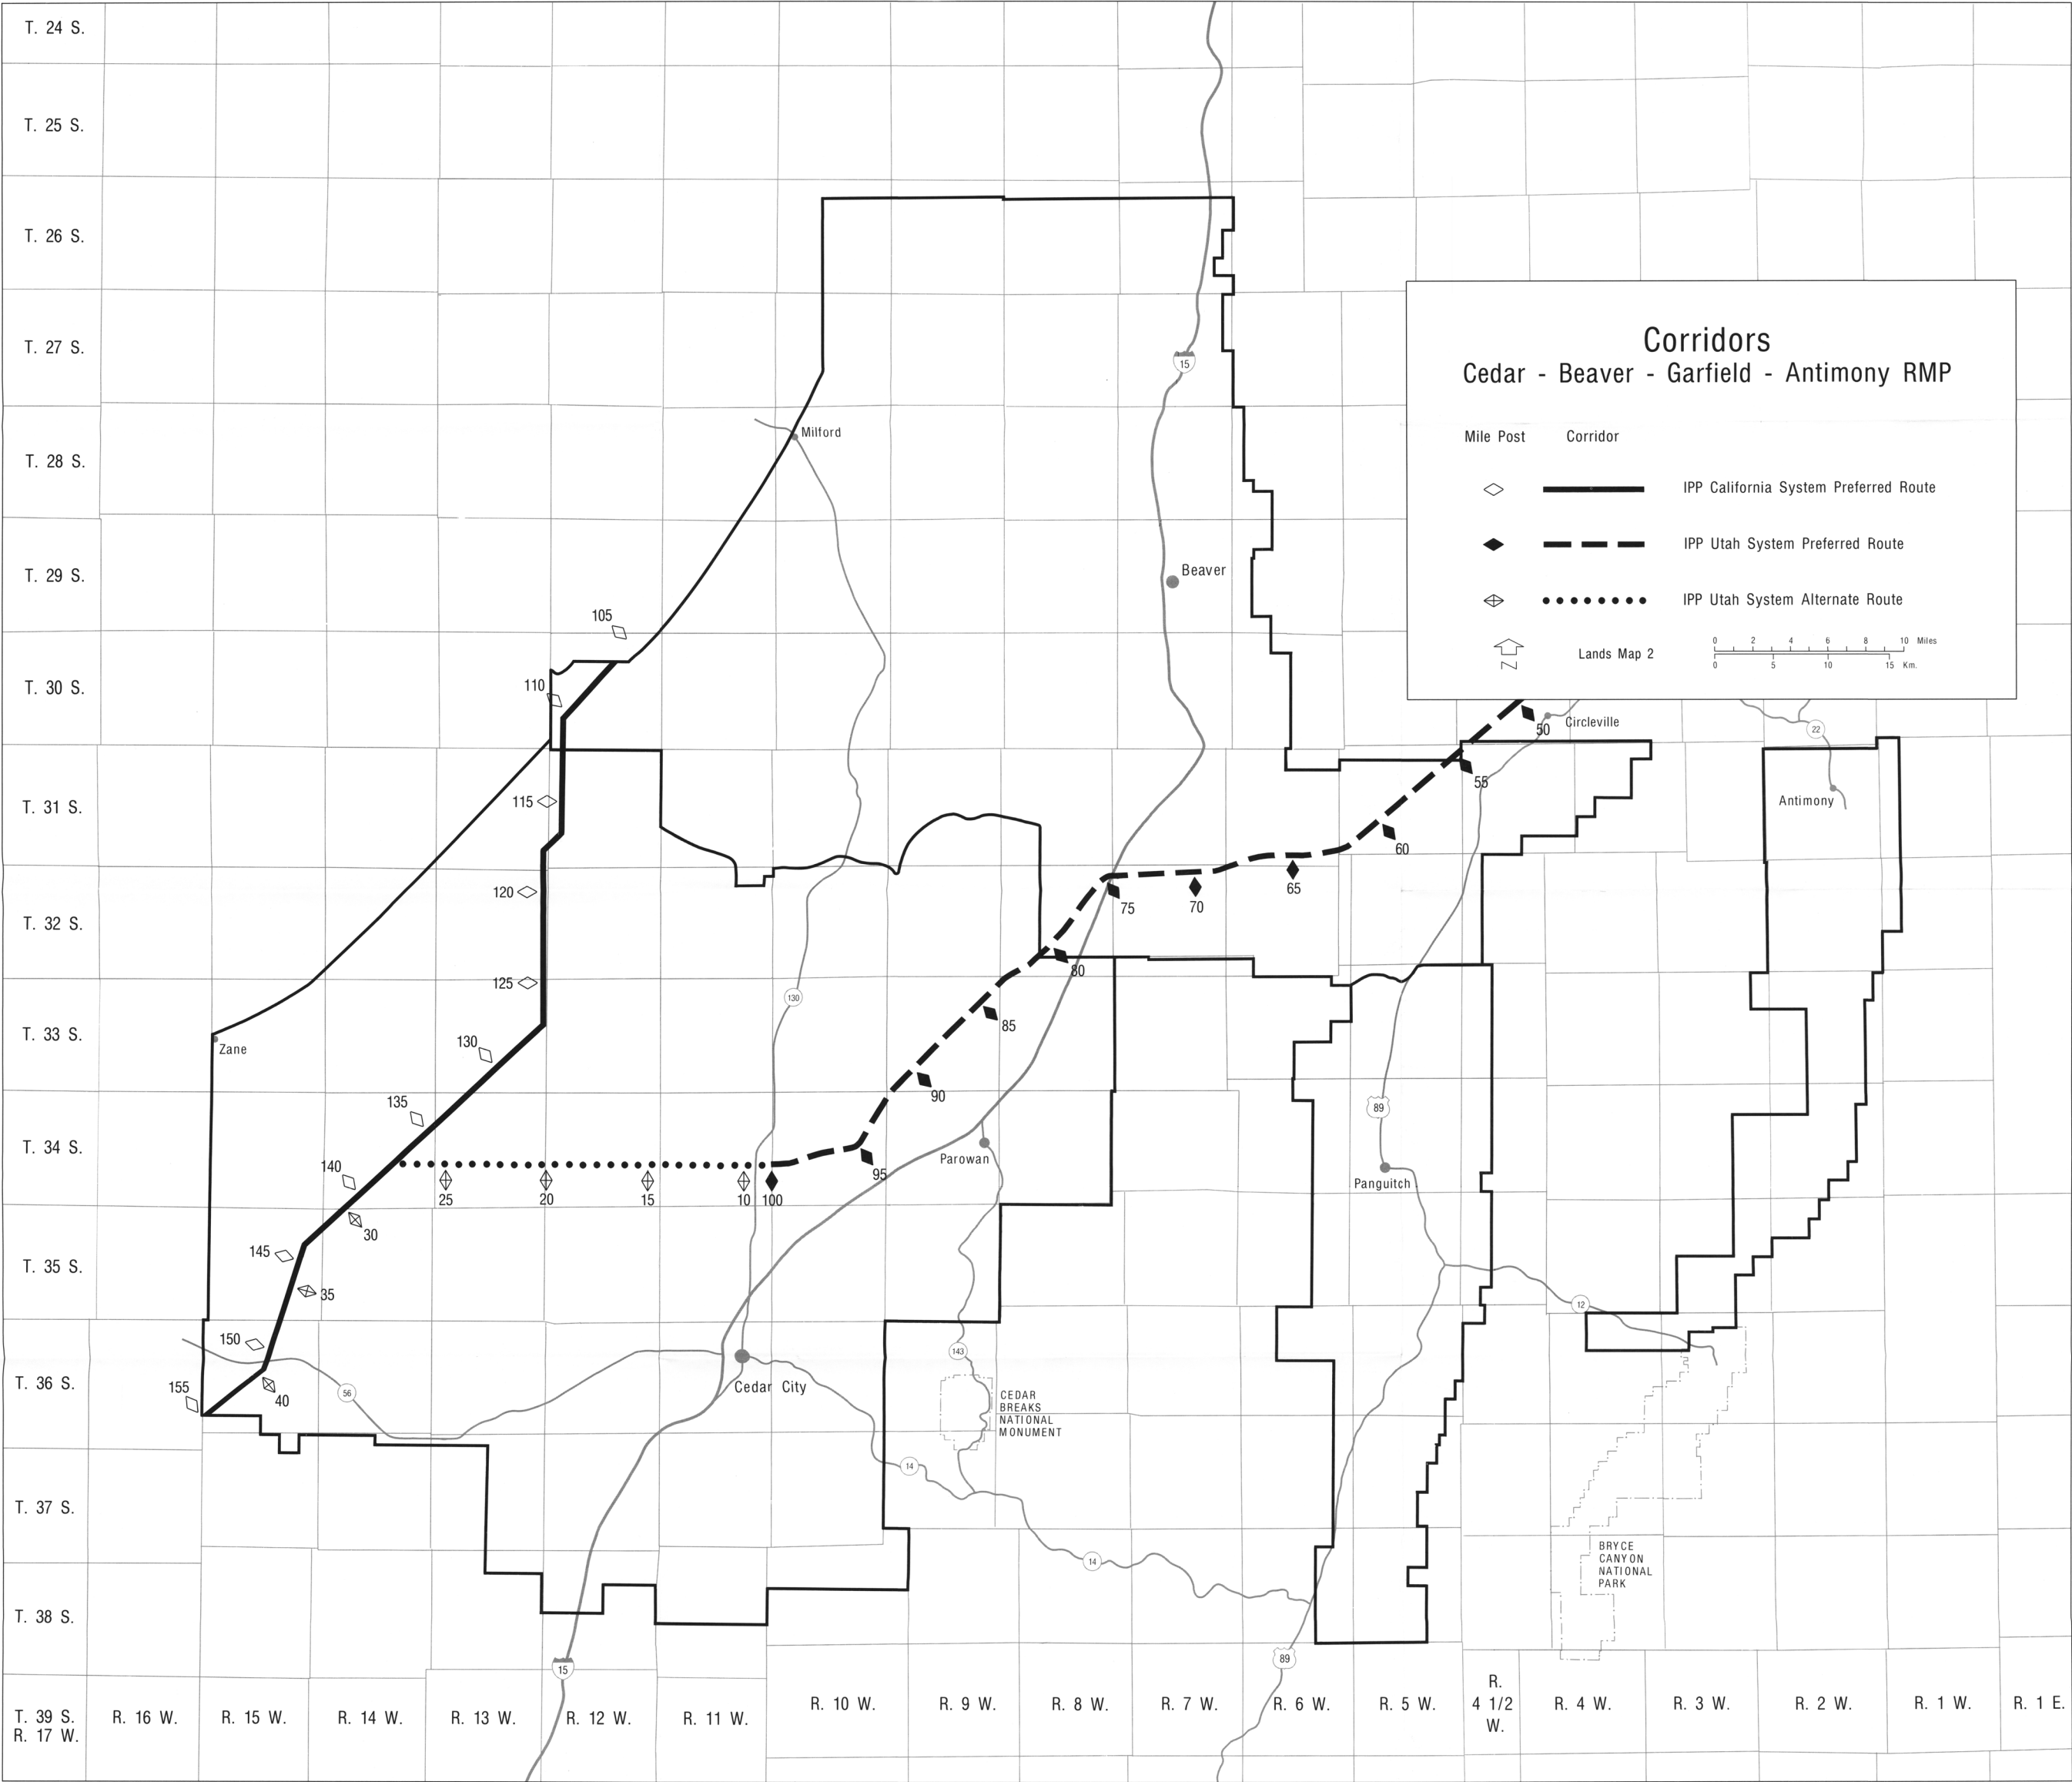 T. 24 S.
T. 25 S.
T. 26 S.
T. 27 S.
15
Corridors
Cedar - Beaver - Garfield - Antimony RMP
Mile Post Corridor
IPP California System Preferred Route
IPP Utah System Preferred Route
IPP Utah System Alternate Route
N
Lands Map 2
0 2 4 6 8 10 Miles
0 5 10 15 Km.
Milford
T. 28 S.
T. 29 S.
Beaver
105
T. 30 S.
110
50
Circleville
22
55
T. 31 S.
115
Antimony
60
120
65
70
75
T. 32 S.
80
125
130
85
T. 33 S.
Zane
130
90
135
89
T. 34 S.
Parowan
140
95
Panguitch
25
20
15
10
100
30
145
T. 35 S.
35
12
150
143
T. 36 S.
155
40
56
Cedar City
CEDAR
BREAKS
NATIONAL
MONUMENT
14
T. 37 S.
14
BRYCE
CANYON
NATIONAL
PARK
T. 38 S.
15
89
T. 39 S.
R. 17 W.
R. 16 W.
R. 15 W.
R. 14 W.
R. 13 W.
R. 12 W.
R. 11 W.
R. 10 W.
R. 9 W.
R. 8 W.
R. 7 W.
R. 6 W.
R. 5 W.
R.
4 1/2
W.
R. 4 W.
R. 3 W.
R. 2 W.
R. 1 W.
R. 1 E.